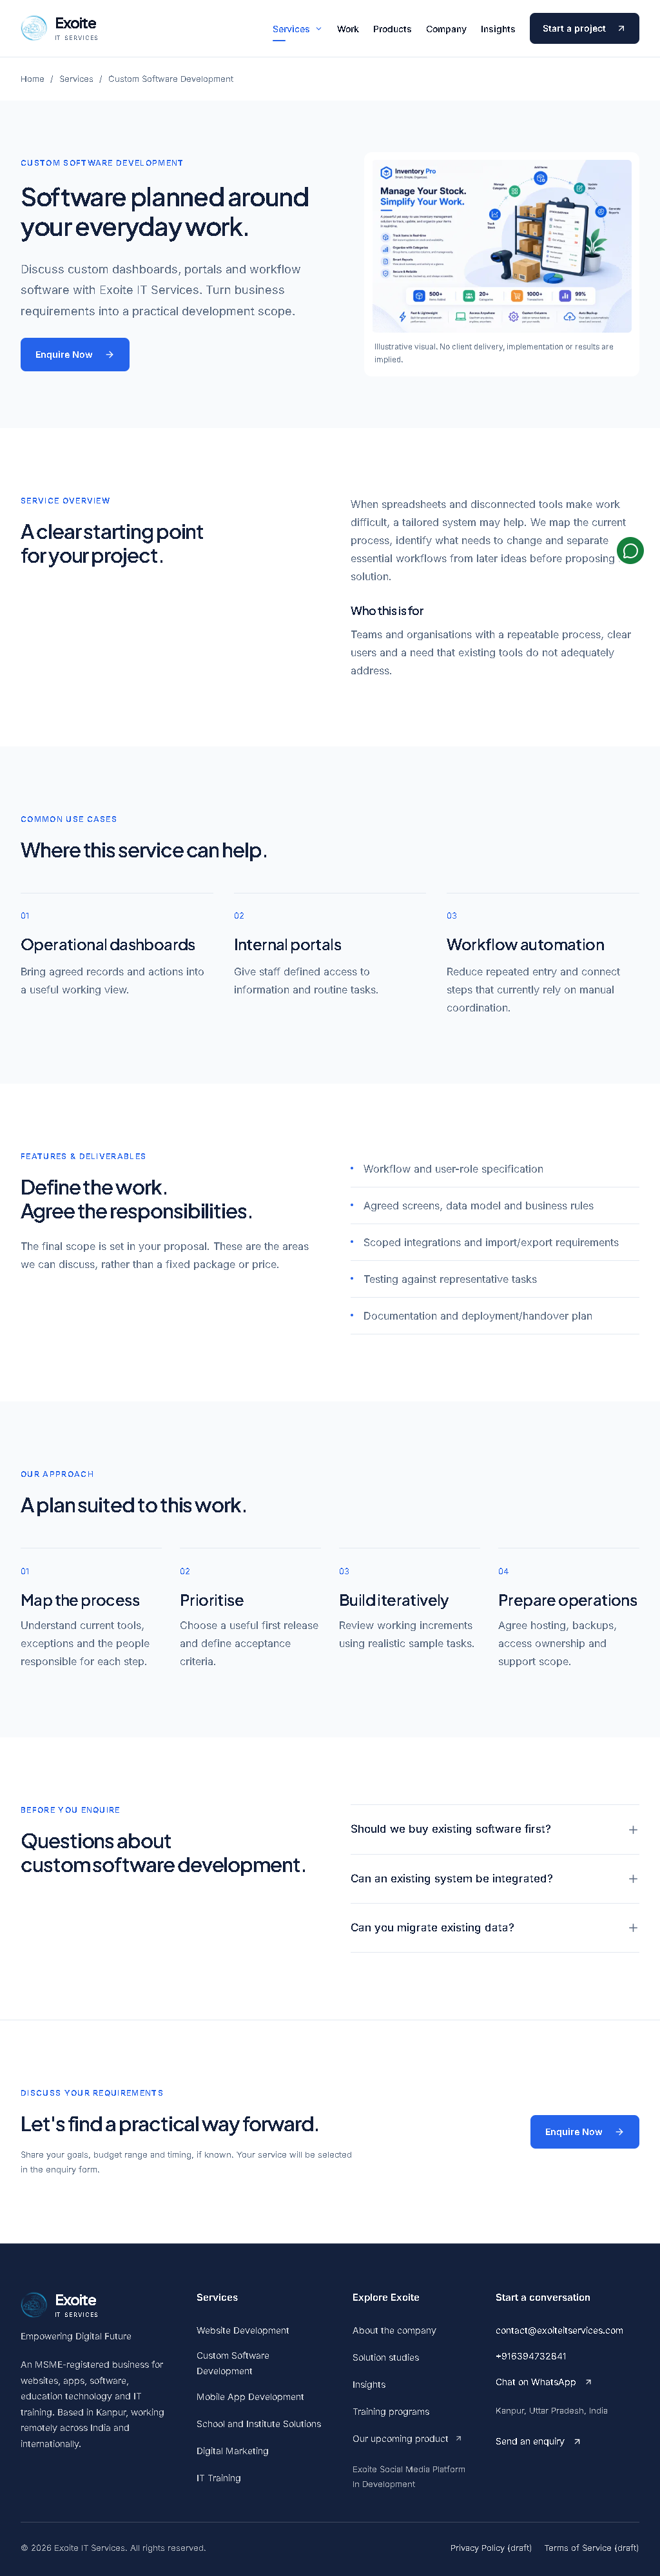 Exoite
IT SERVICES
Services
Work
Products
Company
Insights
Start a project
Home / Services / Custom Software Development
CUSTOM SOFTWARE DEVELOPMENT
Software planned around
your everyday work.
Discuss custom dashboards, portals and workflow
software with Exoite IT Services. Turn business
requirements into a practical development scope.
Enquire Now
Inventory Pro
Manage Your Stock.
Simplify Your Work.
500+
20+
1000+
99%
Illustrative visual. No client delivery, implementation or results are
implied.
SERVICE OVERVIEW
A clear starting point
for your project.
When spreadsheets and disconnected tools make work
difficult, a tailored system may help. We map the current
process, identify what needs to change and separate
essential workflows from later ideas before proposing
solution.
Who this is for
Teams and organisations with a repeatable process, clear
users and a need that existing tools do not adequately
address.
COMMON USE CASES
Where this service can help.
01
Operational dashboards
Bring agreed records and actions into
a useful working view.
02
Internal portals
Give staff defined access to
information and routine tasks.
03
Workflow automation
Reduce repeated entry and connect
steps that currently rely on manual
coordination.
FEATURES & DELIVERABLES
Define the work.
Agree the responsibilities.
The final scope is set in your proposal. These are the areas
we can discuss, rather than a fixed package or price.
Workflow and user-role specification
Agreed screens, data model and business rules
Scoped integrations and import/export requirements
Testing against representative tasks
Documentation and deployment/handover plan
OUR APPROACH
A plan suited to this work.
01
Map the process
Understand current tools,
exceptions and the people
responsible for each step.
02
Prioritise
Choose a useful first release
and define acceptance
criteria.
03
Build iteratively
Review working increments
using realistic sample tasks.
04
Prepare operations
Agree hosting, backups,
access ownership and
support scope.
BEFORE YOU ENQUIRE
Questions about
custom software development.
Should we buy existing software first?
Can an existing system be integrated?
Can you migrate existing data?
DISCUSS YOUR REQUIREMENTS
Let's find a practical way forward.
Share your goals, budget range and timing, if known. Your service will be selected
in the enquiry form.
Enquire Now
Exoite
IT SERVICES
Empowering Digital Future
An MSME-registered business for
websites, apps, software,
education technology and IT
training. Based in Kanpur, working
remotely across India and
internationally.
Services
Website Development
Custom Software
Development
Mobile App Development
School and Institute Solutions
Digital Marketing
IT Training
Explore Exoite
About the company
Solution studies
Insights
Training programs
Our upcoming product
Exoite Social Media Platform
In Development
Start a conversation
contact@exoiteitservices.com
+916394732841
Chat on WhatsApp
Kanpur, Uttar Pradesh, India
Send an enquiry
© 2026 Exoite IT Services. All rights reserved.
Privacy Policy (draft)
Terms of Service (draft)